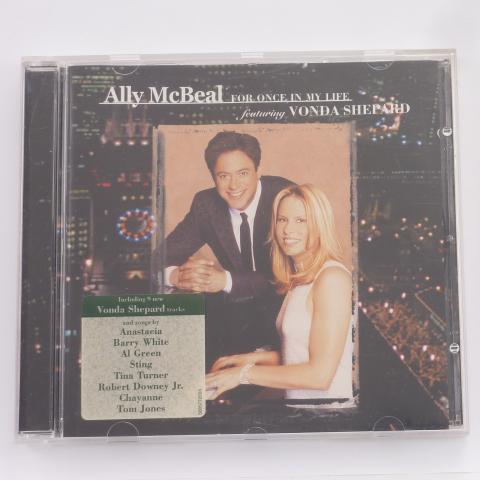 Ally McBeal FOR ONCE IN MY LIFE
featuring VONDA SHEPARD
Including 9 new
Vonda Shepard tracks
and songs by
Anastacia
Barry White
Al Green
Sting
Tina Turner
Robert Downey Jr.
Chayanne
Tom Jones